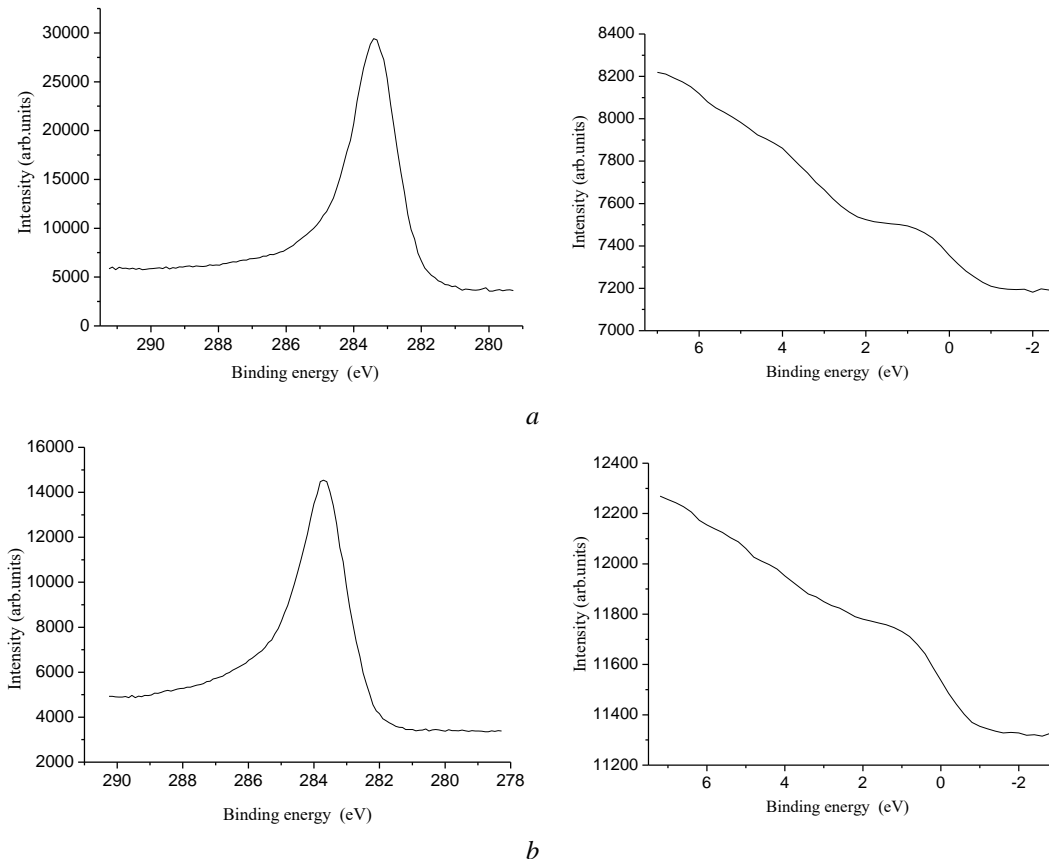 30000
25000
20000
15000
10000
5000
0
Intensity (arb.units)
290 288 286 284 282 280
Binding energy (eV)
8400
8200
8000
7800
7600
7400
7200
7000
Intensity (arb.units)
6 4 2 0 -2
Binding energy (eV)
a
16000
14000
12000
10000
8000
6000
4000
2000
Intensity (arb.units)
290 288 286 284 282 280 278
Binding energy (eV)
12400
12200
12000
11800
11600
11400
11200
Intensity (arb.units)
6 4 2 0 -2
Binding energy (eV)
b